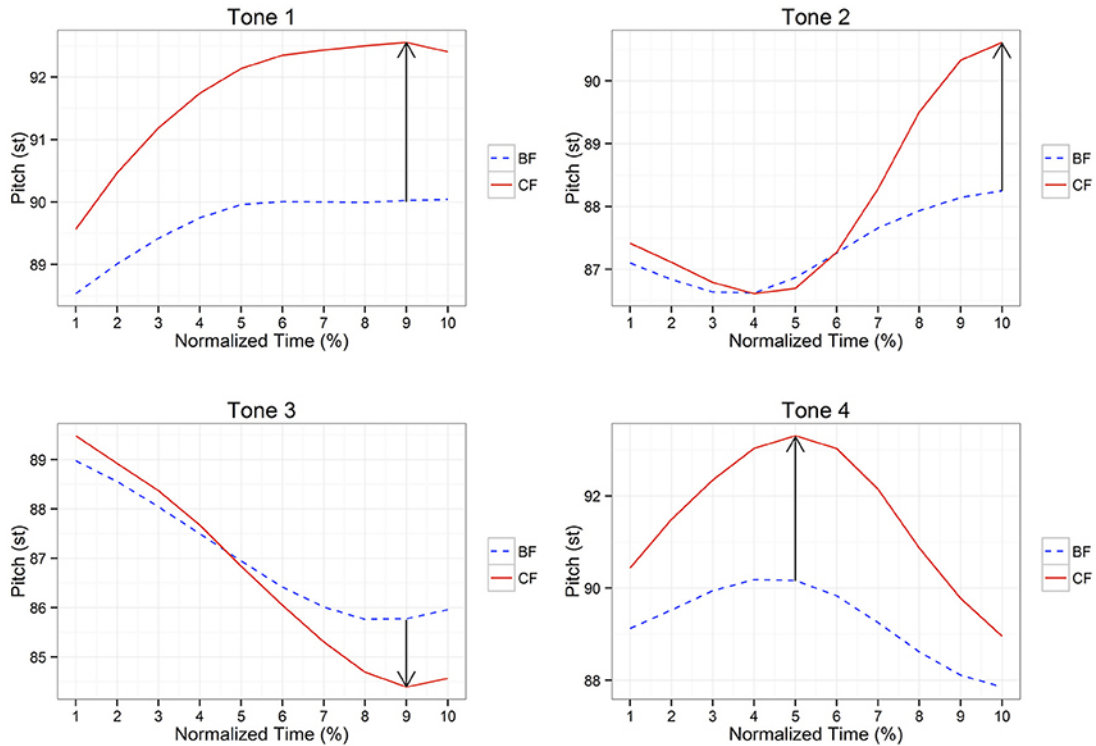 Tone 1
Pitch (st)
92
91
90
89
1 2 3 4 5 6 7 8 9 10
Normalized Time (%)
BF
CF
Tone 2
Pitch (st)
90
89
88
87
1 2 3 4 5 6 7 8 9 10
Normalized Time (%)
BF
CF
Tone 3
Pitch (st)
89
88
87
86
85
1 2 3 4 5 6 7 8 9 10
Normalized Time (%)
BF
CF
Tone 4
Pitch (st)
92
90
88
1 2 3 4 5 6 7 8 9 10
Normalized Time (%)
BF
CF